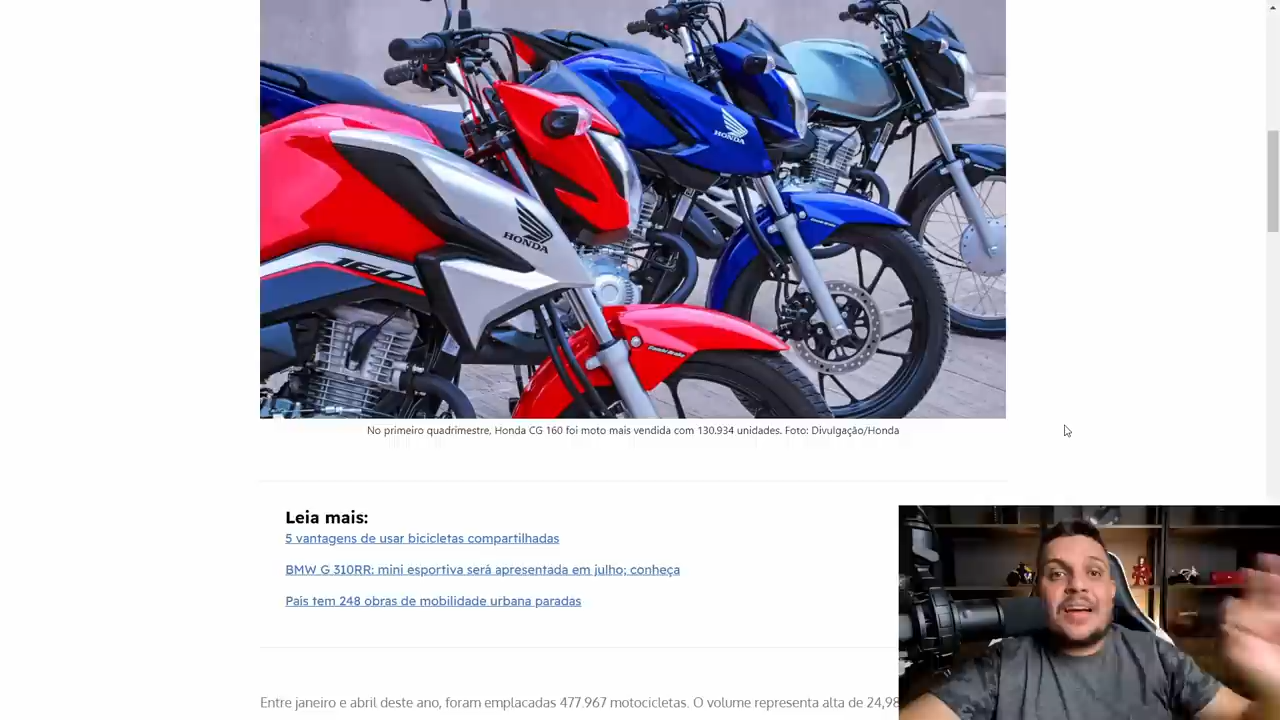 HONDA
HONDA
160
No primeiro quadrimestre, Honda CG 160 foi moto mais vendida com 130.934 unidades. Foto: Divulgação/Honda
Leia mais:
5 vantagens de usar bicicletas compartilhadas
BMW G 310RR: mini esportiva será apresentada em julho; conheça
País tem 248 obras de mobilidade urbana paradas
Entre janeiro e abril deste ano, foram emplacadas 477.967 motocicletas. O volume representa alta de 24,98